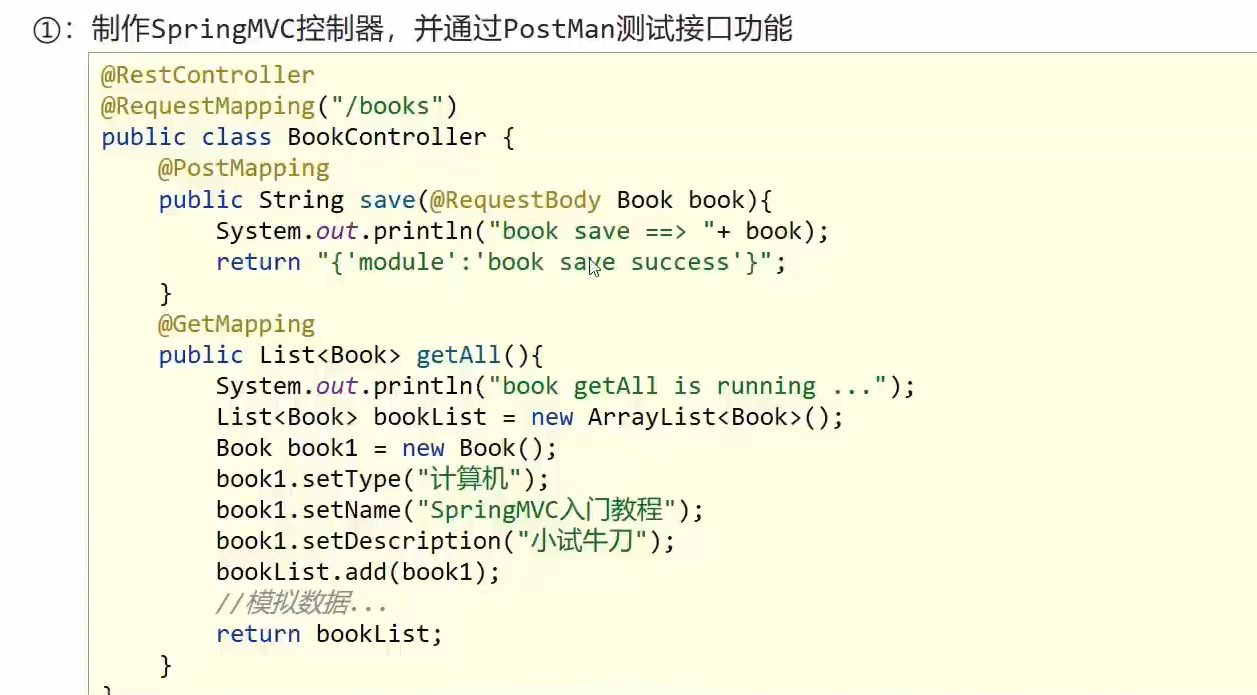 ①: 制作SpringMVC控制器，并通过PostMan测试接口功能
@RestController
@RequestMapping("/books")
public class BookController {
    @PostMapping
    public String save(@RequestBody Book book){
        System.out.println("book save ==> "+ book);
        return "{'module':'book save success'}";
    }
    @GetMapping
    public List<Book> getAll(){
        System.out.println("book getAll is running ...");
        List<Book> bookList = new ArrayList<Book>();
        Book book1 = new Book();
        book1.setType("计算机");
        book1.setName("SpringMVC入门教程");
        book1.setDescription("小试牛刀");
        bookList.add(book1);
        //模拟数据...
        return bookList;
    }
}